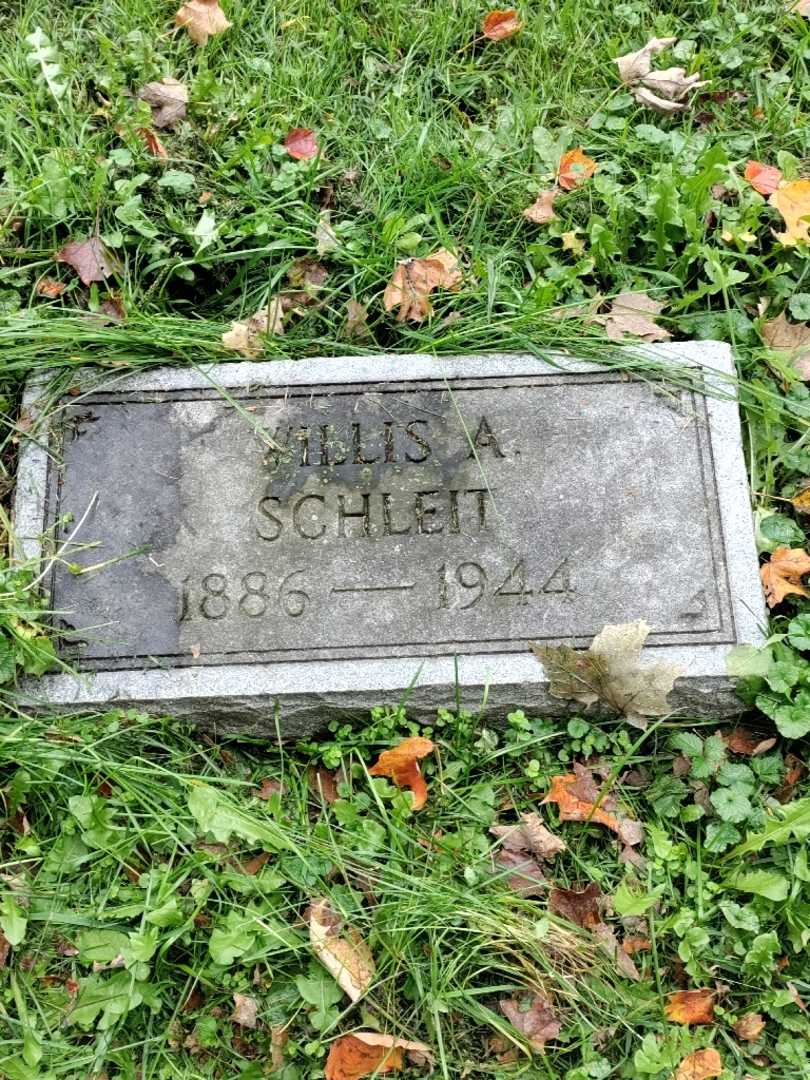 WILLIS A.
SCHLEIT
1886 — 1944